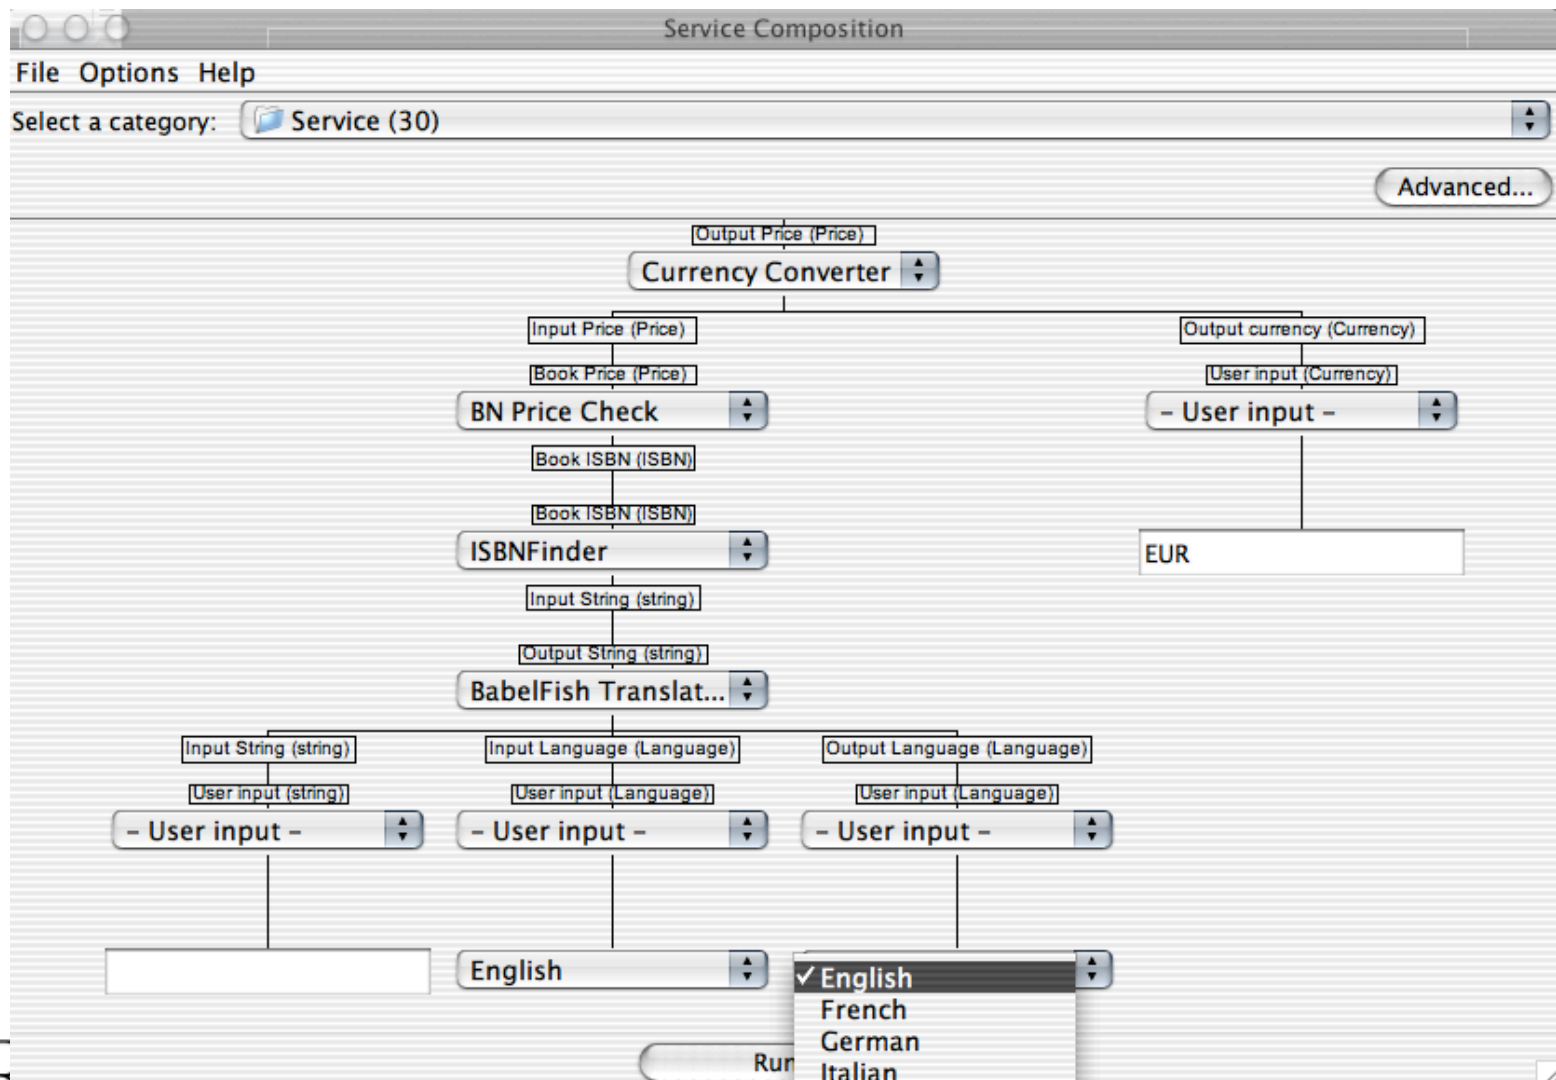 Service Composition
File Options Help
Select a category: Service (30)
Advanced...
Output Price (Price)
Currency Converter
Input Price (Price) Output currency (Currency)
Book Price (Price) User input (Currency)
BN Price Check – User input –
Book ISBN (ISBN)
Book ISBN (ISBN)
ISBNFinder EUR
Input String (string)
Output String (string)
BabelFish Translat...
Input String (string) Input Language (Language) Output Language (Language)
User input (string) User input (Language) User input (Language)
– User input – – User input – – User input –
English ✓ English
French
German
Run Italian